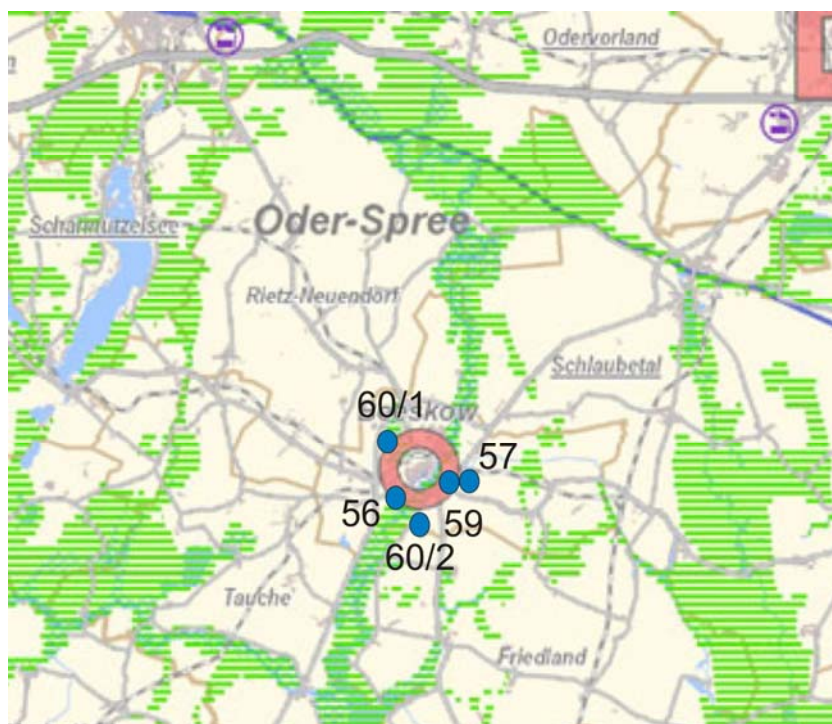 Odervorland
Scharmützelsee
Oder-Spree
Rietz-Neuendorf
Schlaubetal
60/1
57
56
59
60/2
Tauche
Friedland